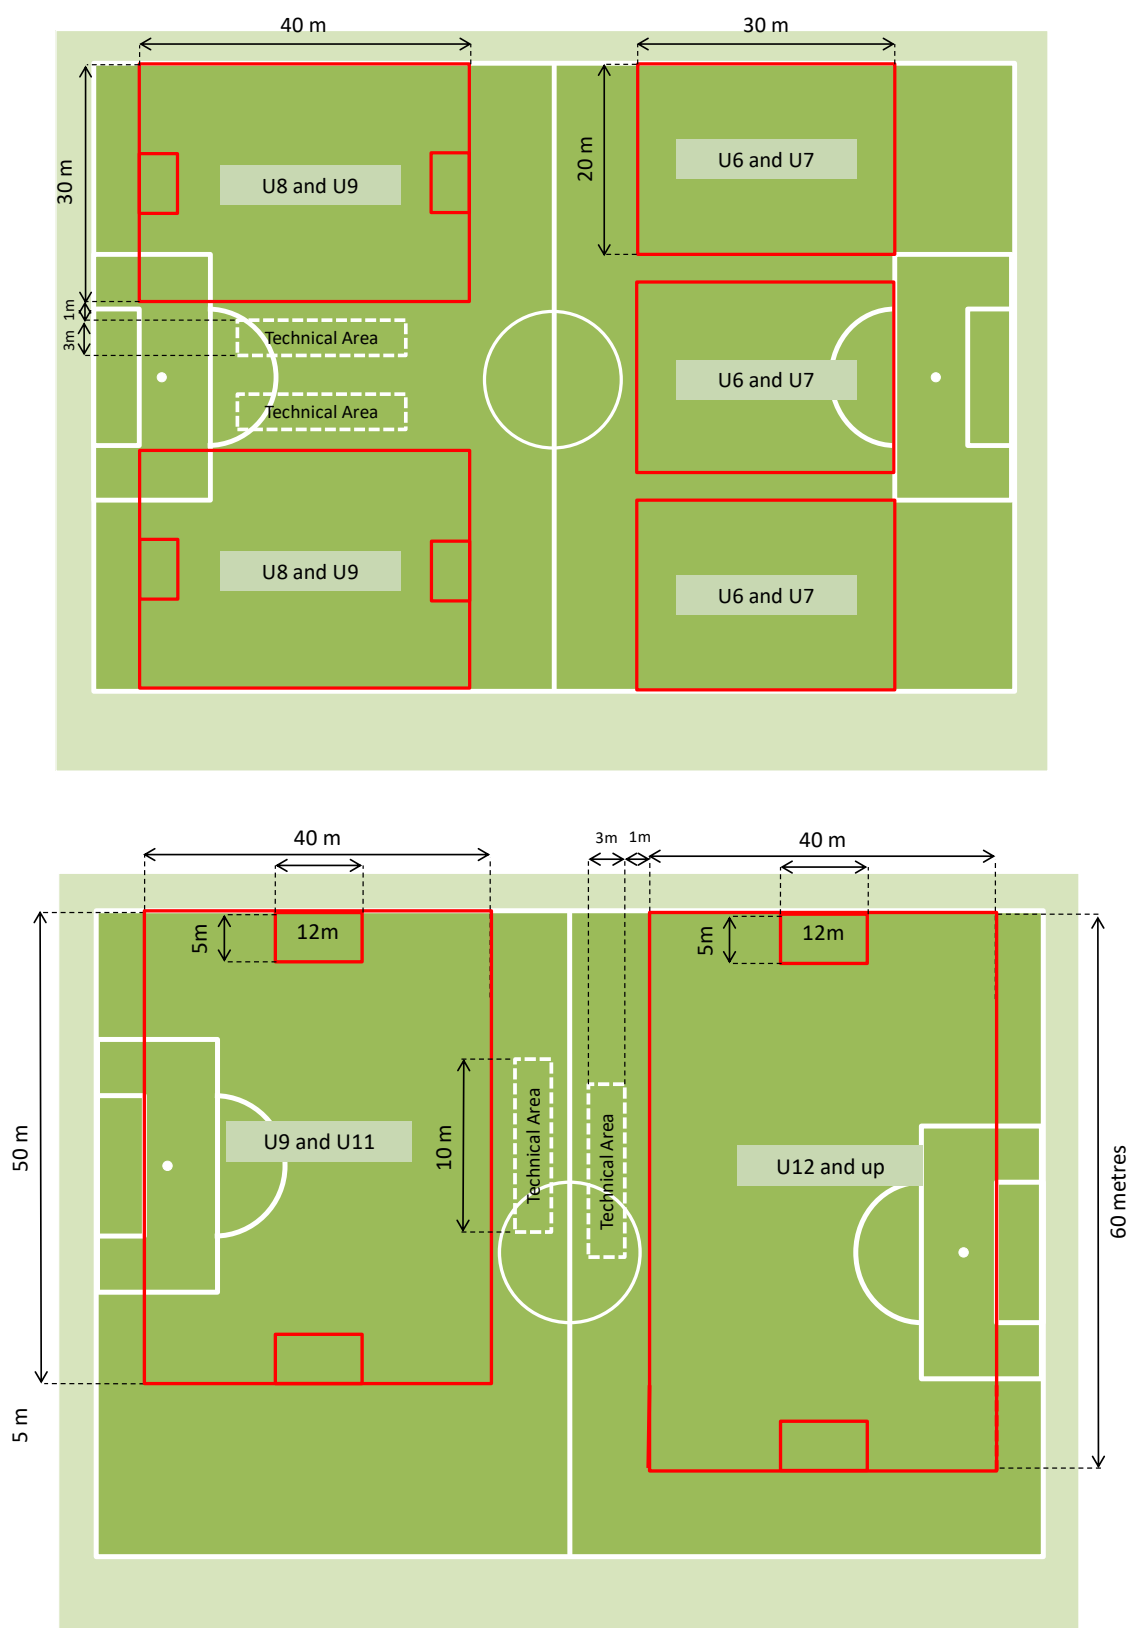 40 m
30 m
30 m
20 m
U8 and U9
U6 and U7
1m
3m
Technical Area
Technical Area
U6 and U7
U8 and U9
U6 and U7
40 m
3m
1m
40 m
5m
12m
5m
12m
50 m
10 m
Technical Area
Technical Area
U9 and U11
U12 and up
60 metres
5 m